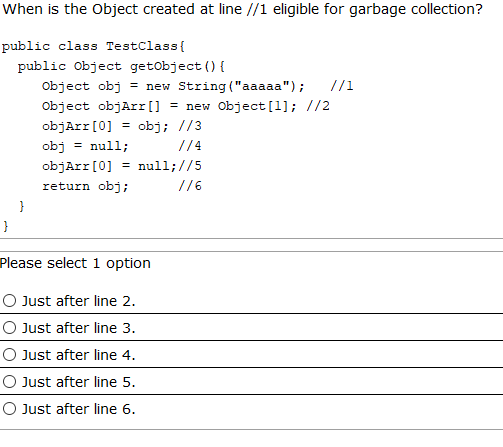 When is the Object created at line //1 eligible for garbage collection?
public class TestClass{
public Object getObject(){
Object obj = new String("aaaaa"); //1
Object objArr[] = new Object[1]; //2
objArr[0] = obj; //3
obj = null; //4
objArr[0] = null;//5
return obj; //6
}
}
Please select 1 option
Just after line 2.
Just after line 3.
Just after line 4.
Just after line 5.
Just after line 6.